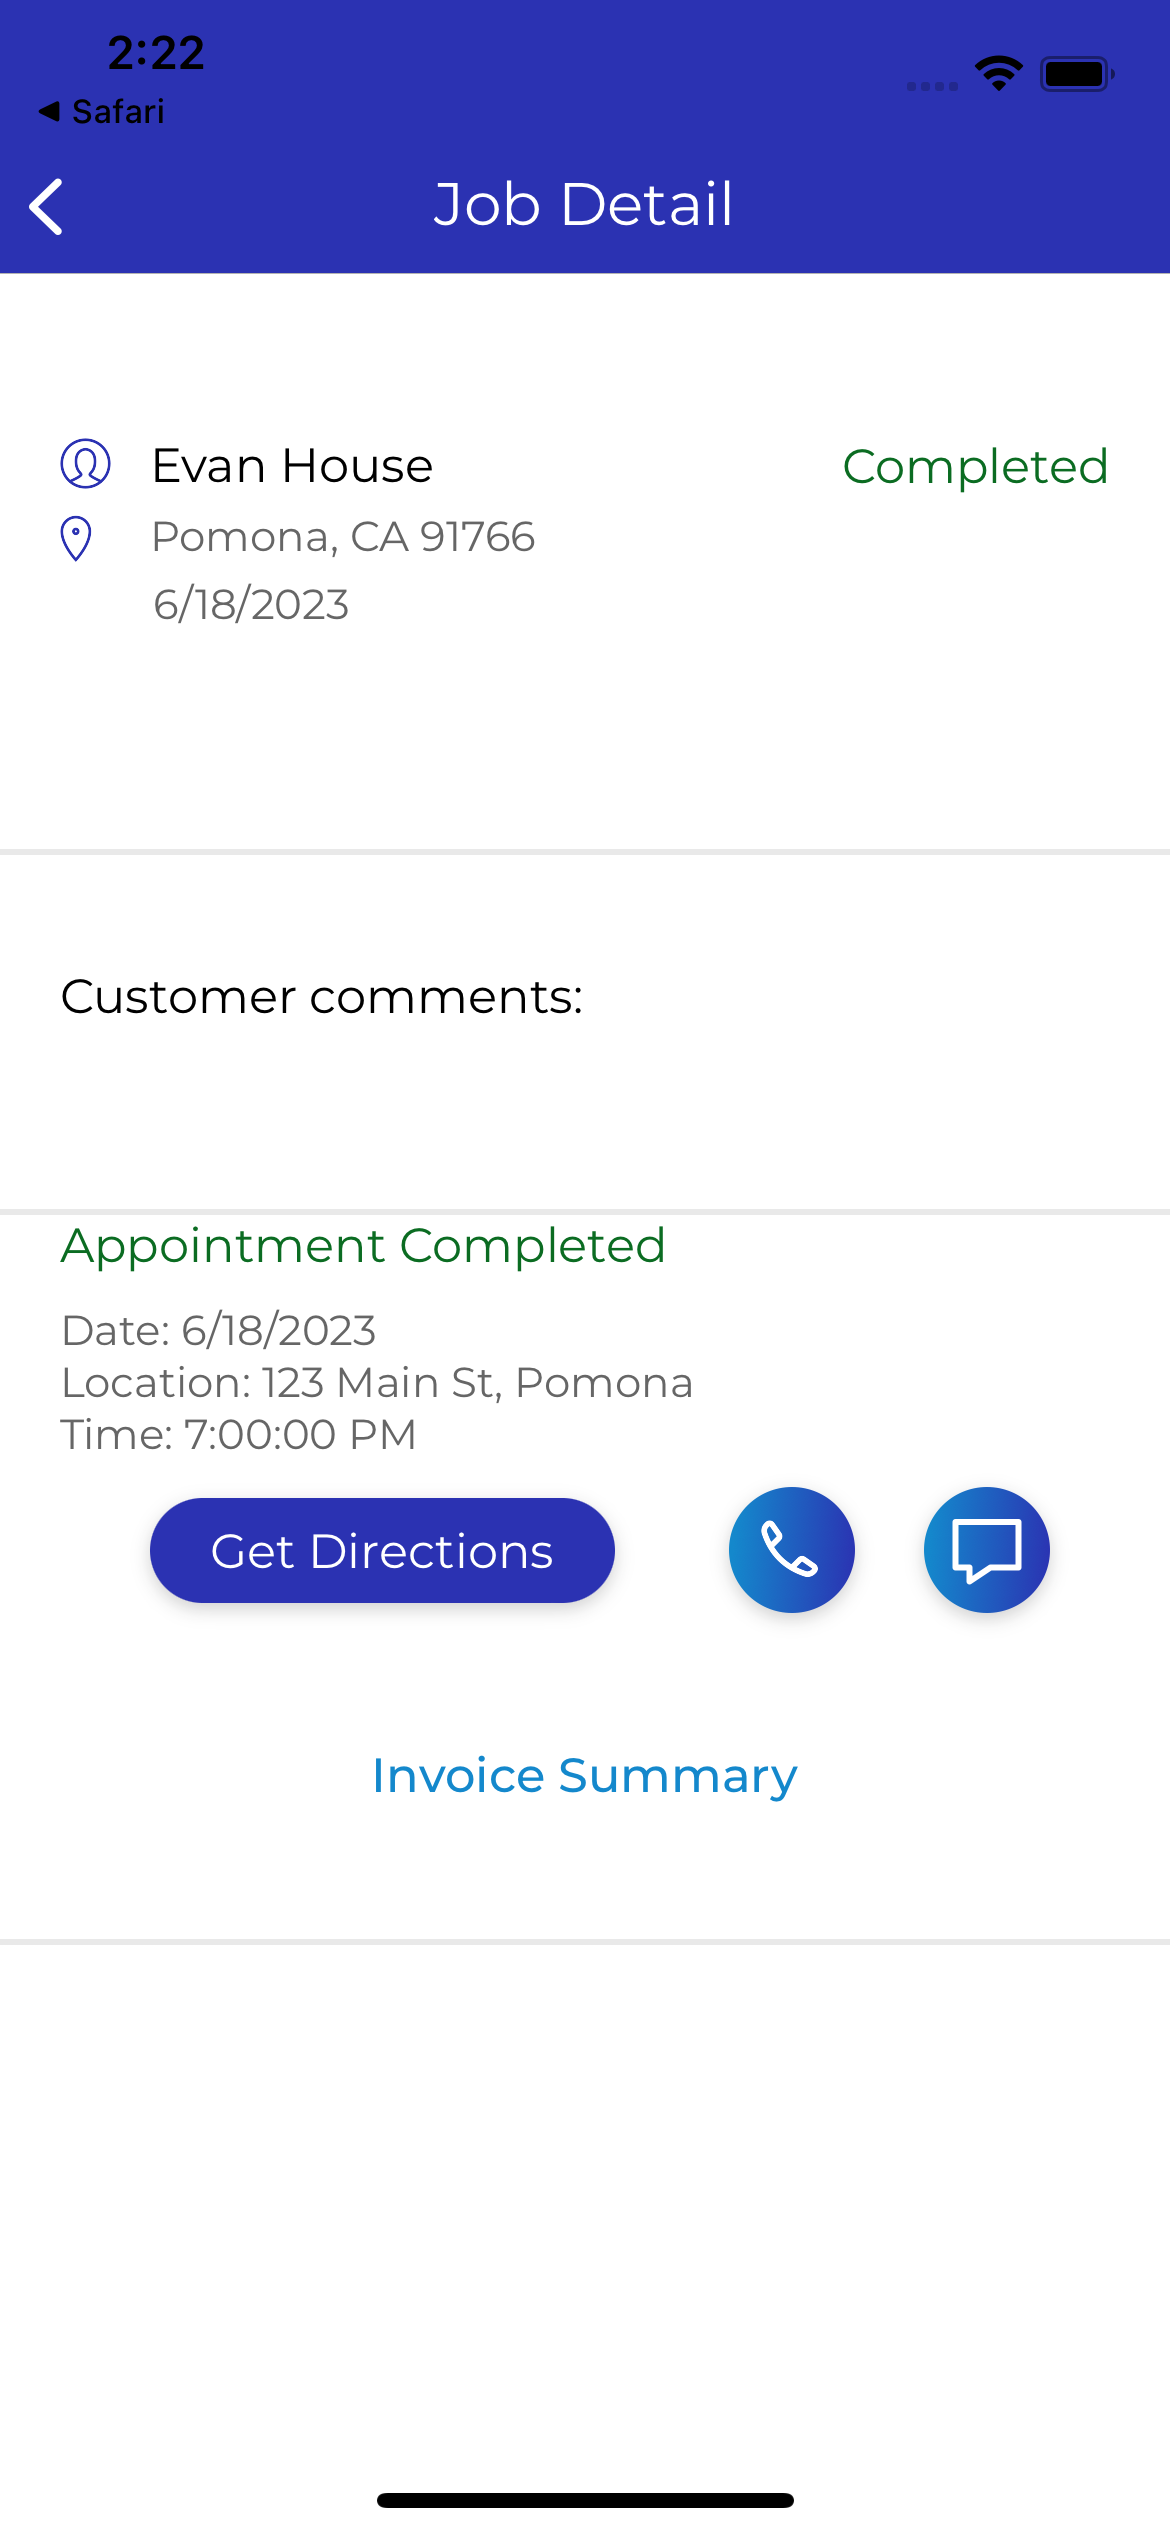 2:22
Safari
Job Detail
Evan House
Completed
Pomona, CA 91766
6/18/2023
Customer comments:
Appointment Completed
Date: 6/18/2023
Location: 123 Main St, Pomona
Time: 7:00:00 PM
Get Directions
Invoice Summary